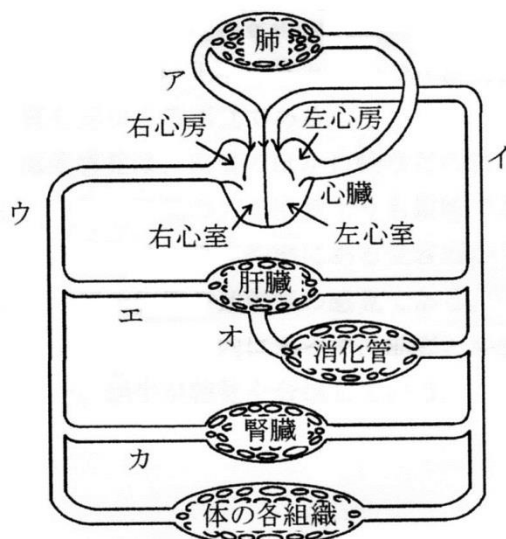 肺
ア
右心房
左心房
イ
心臓
ウ
右心室
左心室
肝臓
エ
オ
消化管
腎臓
カ
体の各組織